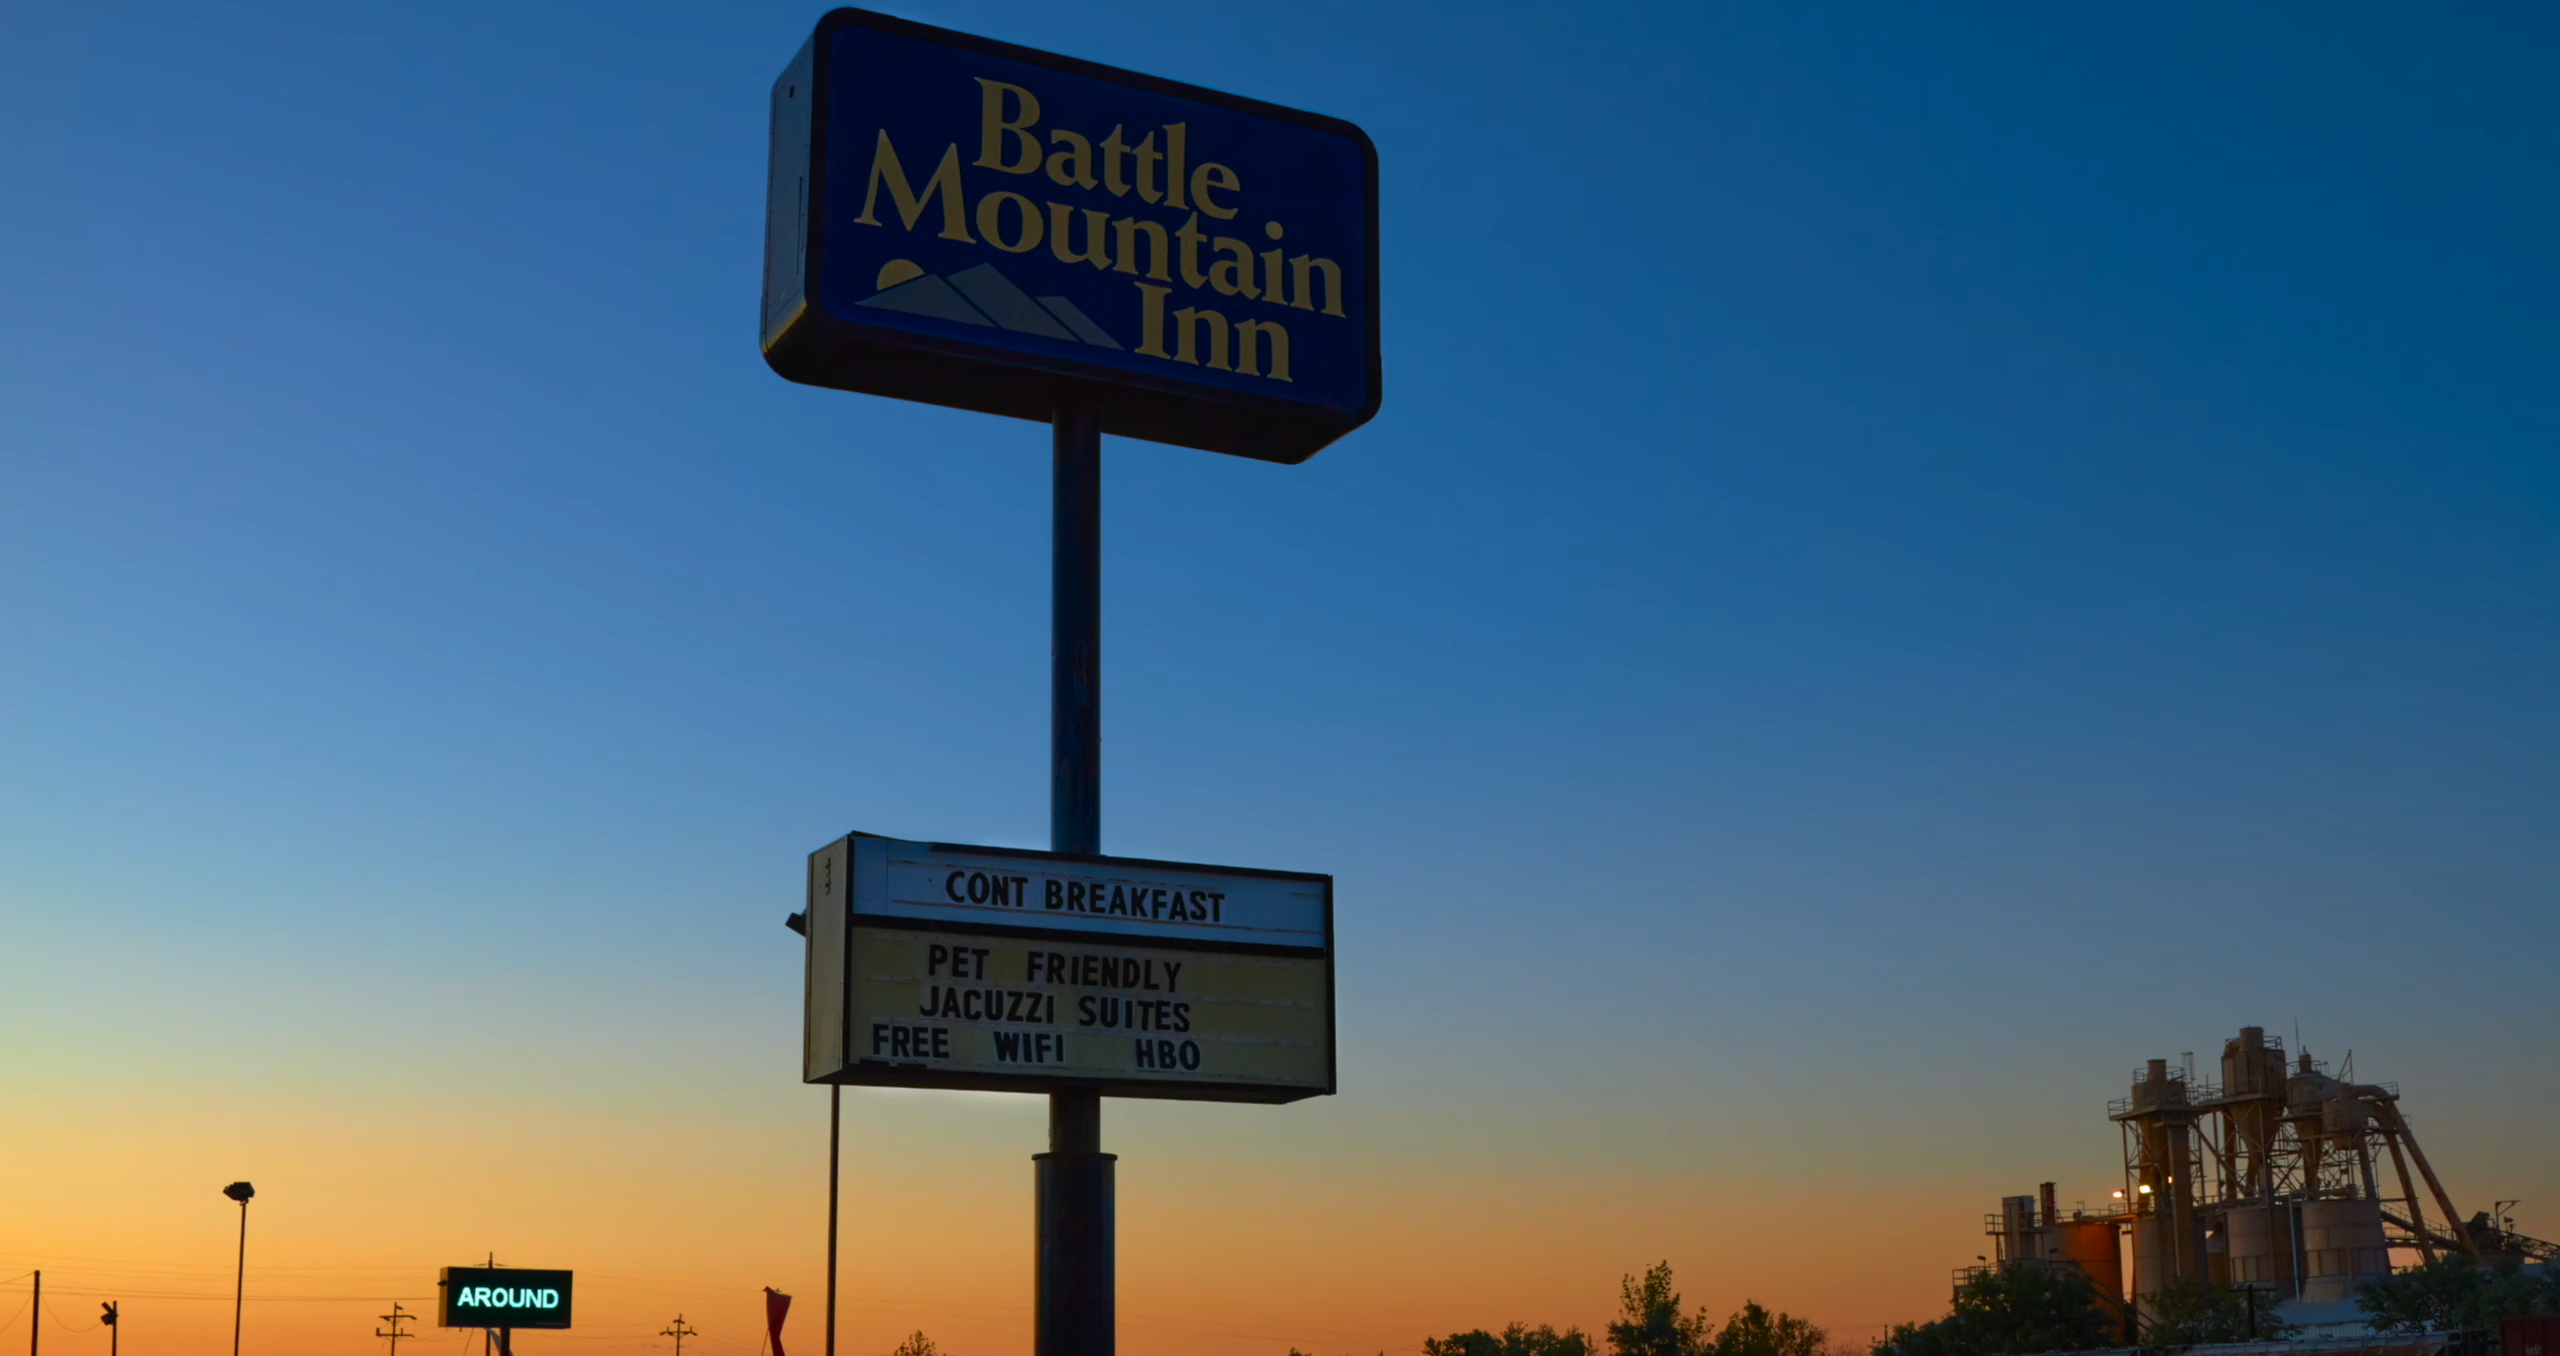 Battle
Mountain
Inn
CONT BREAKFAST
PET FRIENDLY
JACUZZI SUITES
FREE WIFI HBO
AROUND